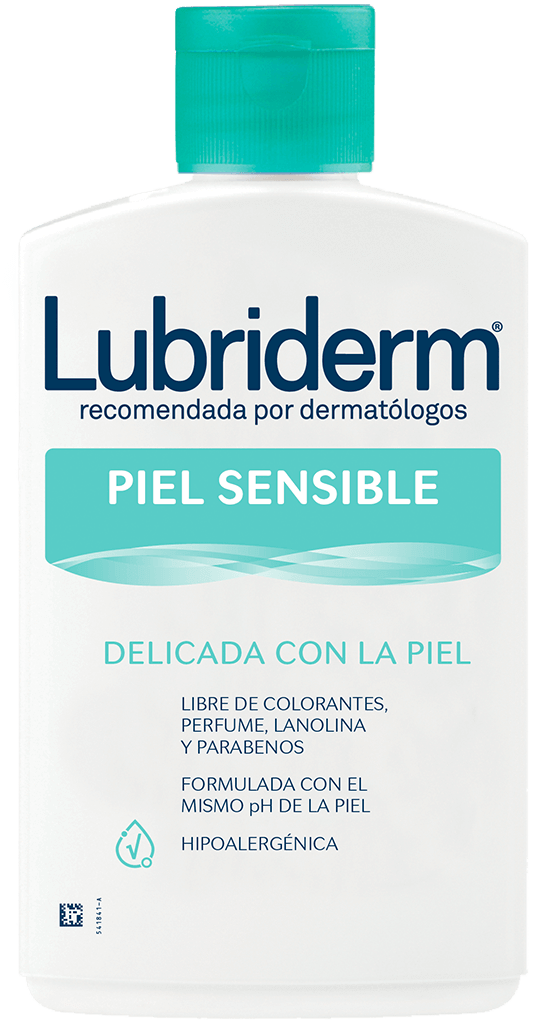 Lubriderm®
recomendada por dermatólogos
PIEL SENSIBLE
DELICADA CON LA PIEL
LIBRE DE COLORANTES,
PERFUME, LANOLINA
Y PARABENOS
FORMULADA CON EL
MISMO pH DE LA PIEL
HIPOALERGÉNICA
541841-A